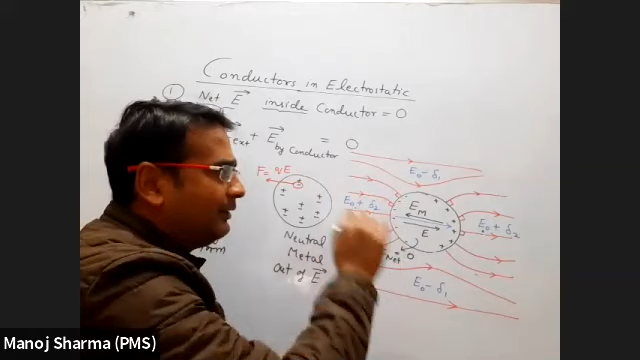 Conductors in Electrostatic
① Net E⃗ inside Conductor = 0
E⃗ext + E⃗by Conductor = 0
F = qE
E₀ - δ₁
E₀ + δ₂
E_M
E
E₀ + δ₂
Net 0
Neutral
Metal
out of E⃗
E₀ - δ₁
Manoj Sharma (PMS)